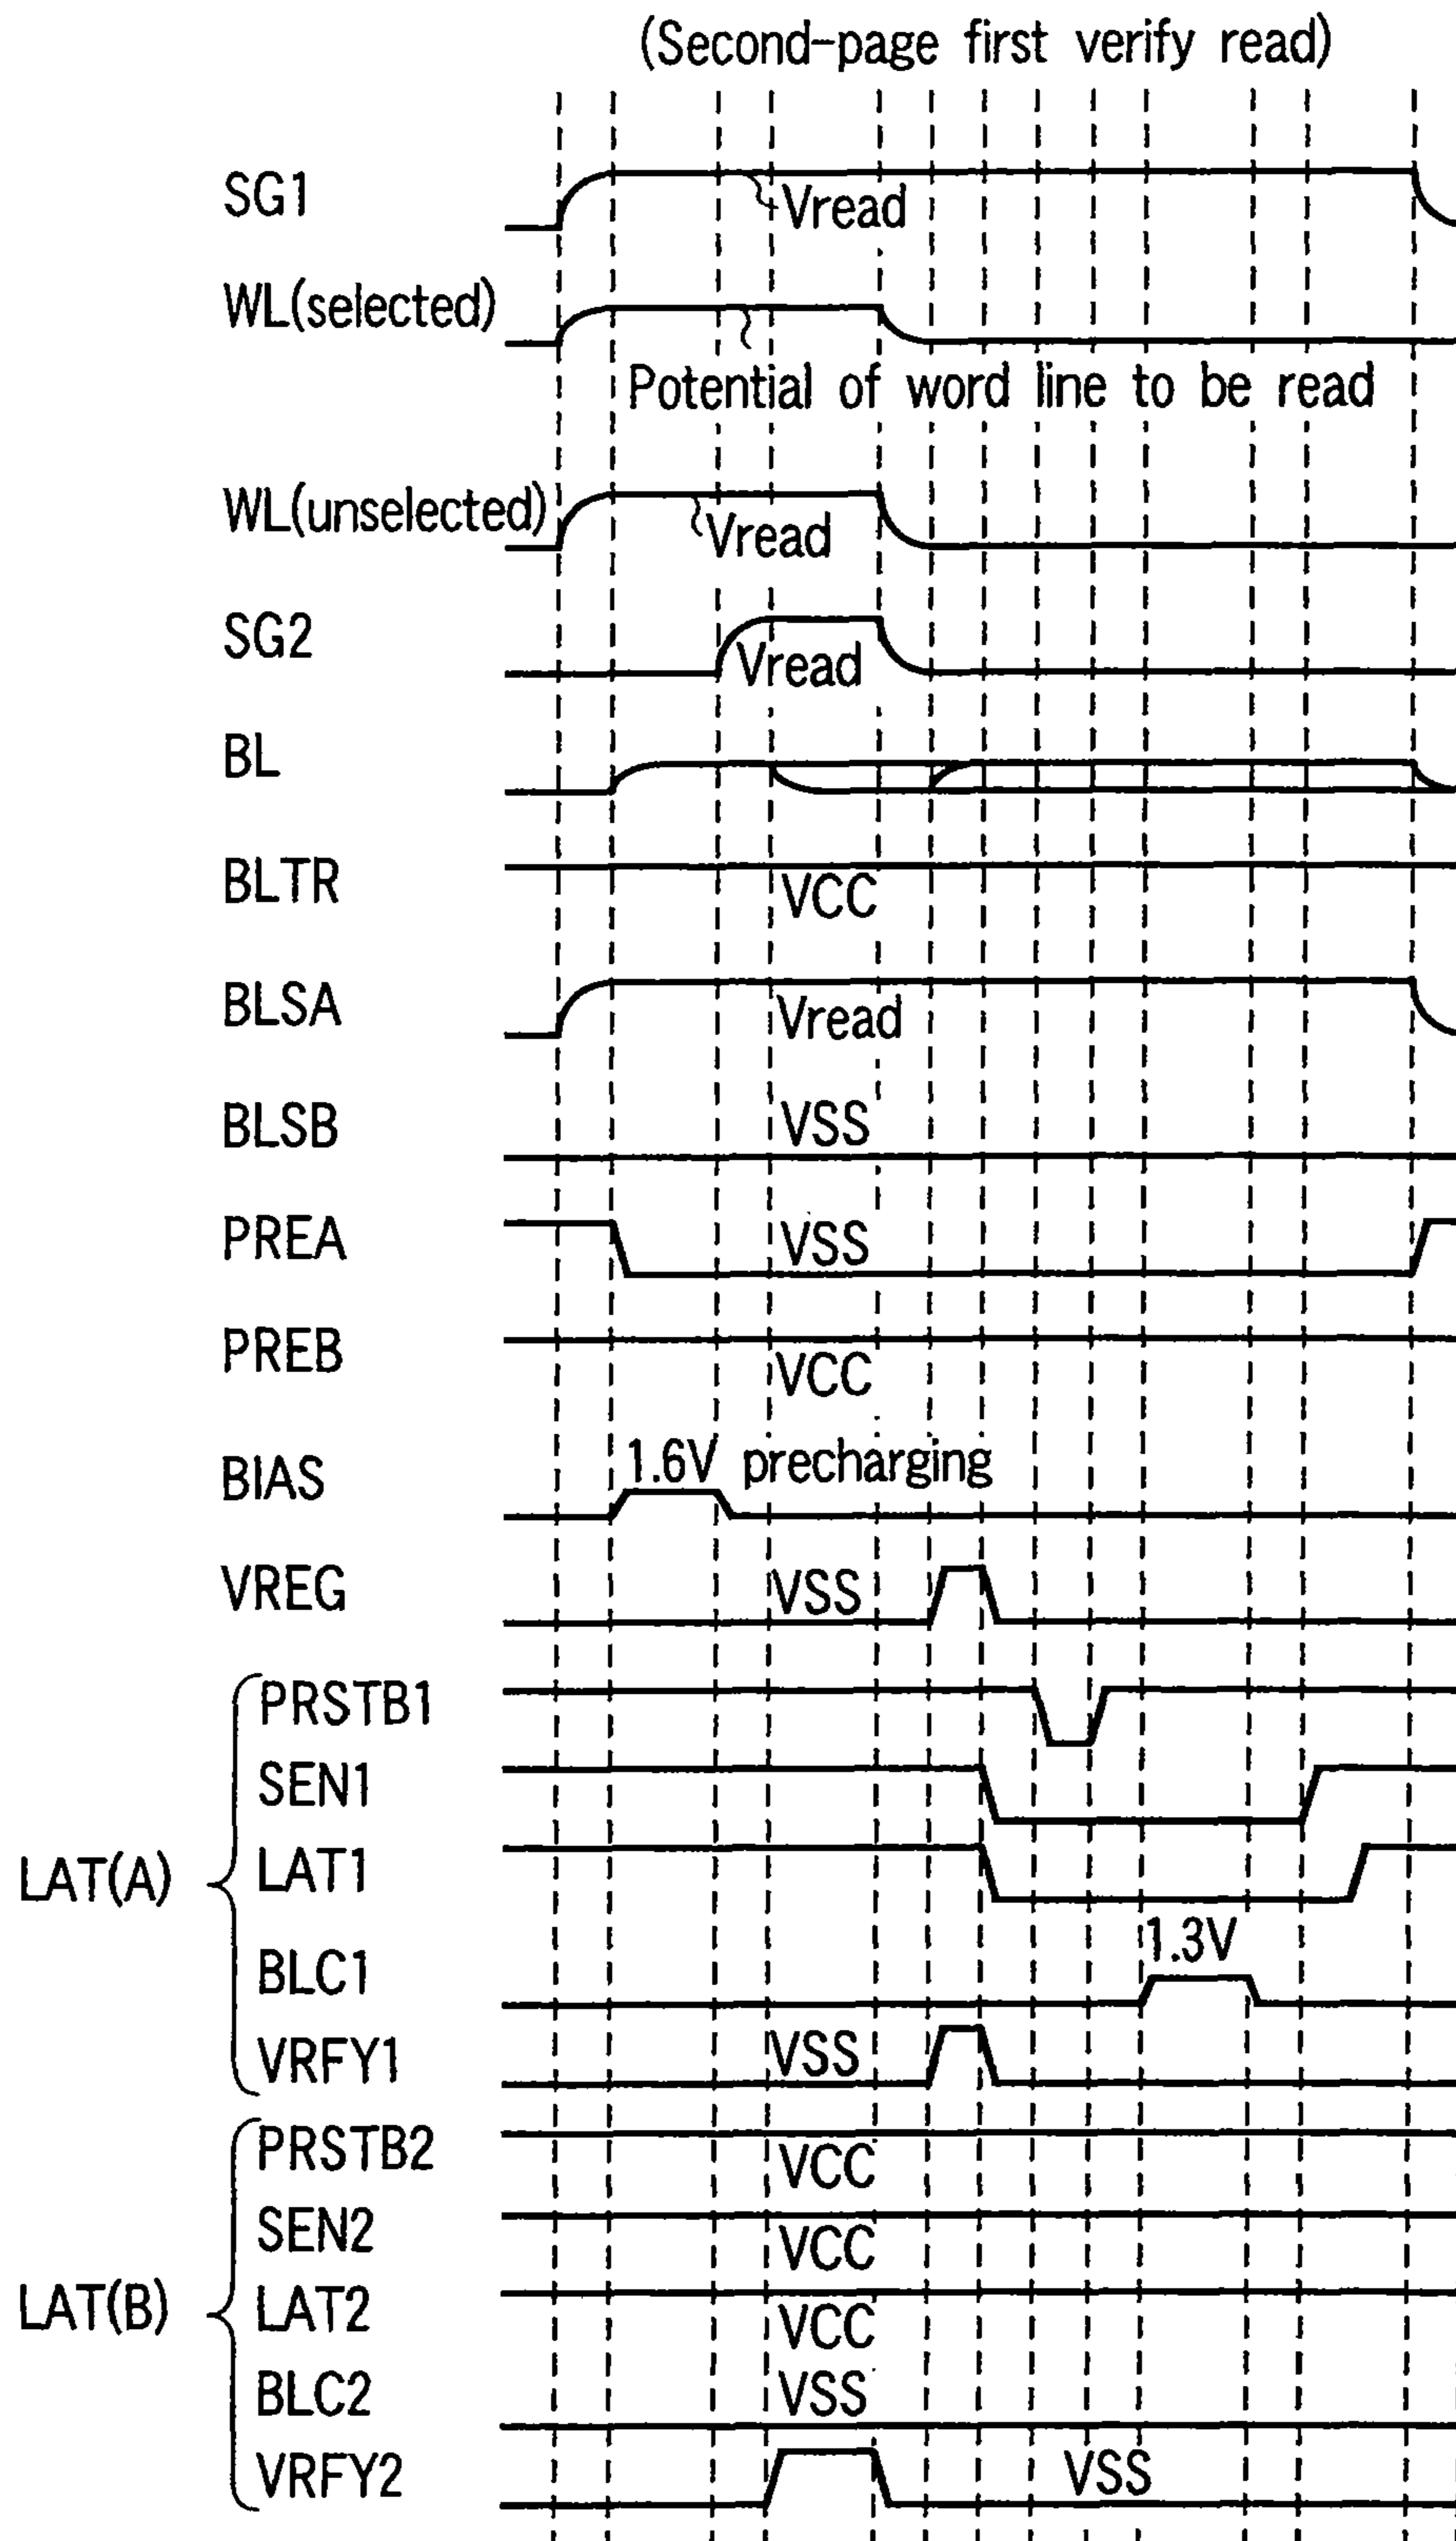 (Second-page first verify read)
SG1
Vread
WL(selected)
Potential of word line to be read
WL(unselected)
Vread
SG2
Vread
BL
BLTR
VCC
BLSA
Vread
BLSB
VSS
PREA
VSS
PREB
VCC
BIAS
1.6V precharging
VREG
VSS
LAT(A)
PRSTB1
SEN1
LAT1
BLC1
1.3V
VRFY1
VSS
LAT(B)
PRSTB2
VCC
SEN2
VCC
LAT2
VCC
BLC2
VSS
VRFY2
VSS